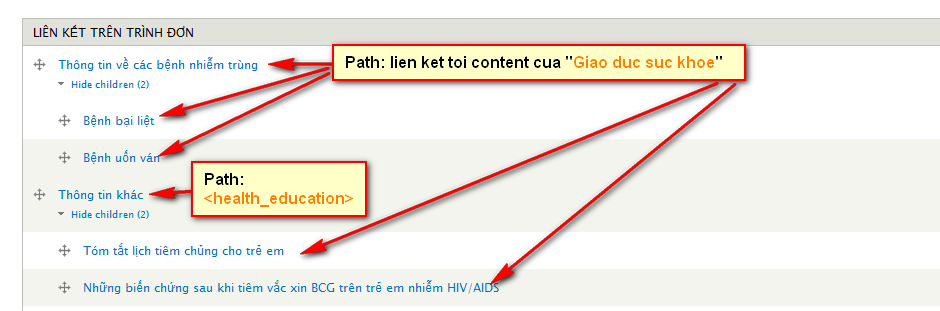 LIÊN KẾT TRÊN TRÌNH ĐƠN
Thông tin về các bệnh nhiễm trùng
Path: lien ket toi content cua "Giao duc suc khoe"
Hide children (2)
Bệnh bại liệt
Bệnh uốn ván
Path:
<health_education>
Thông tin khác
Hide children (2)
Tóm tắt lịch tiêm chủng cho trẻ em
Những biến chứng sau khi tiêm vắc xin BCG trên trẻ em nhiễm HIV/AIDS